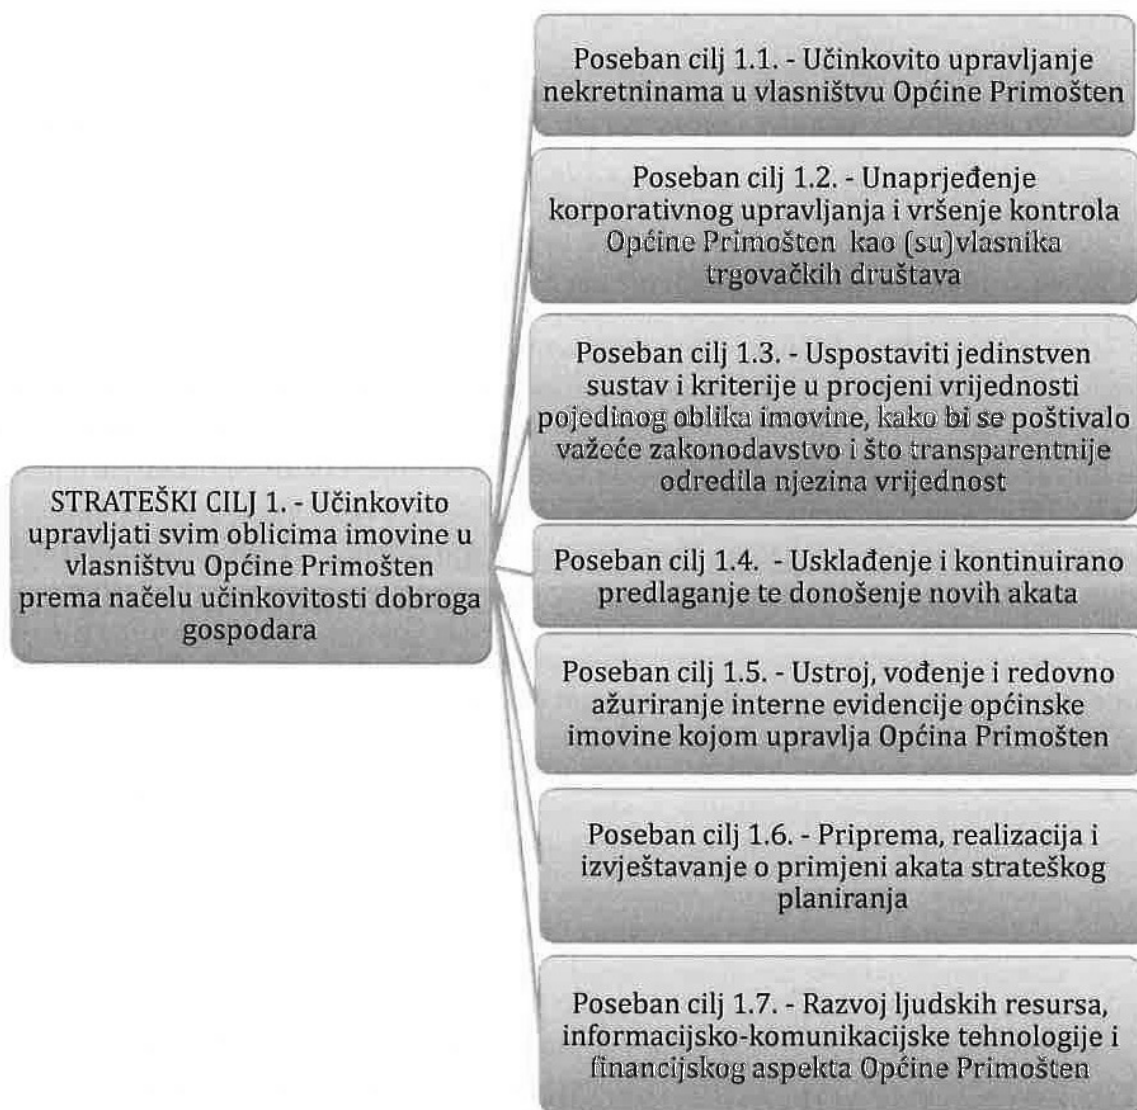 STRATEŠKI CILJ 1. - Učinkovito
upravljati svim oblicima imovine u
vlasništvu Općine Primošten
prema načelu učinkovitosti dobroga
gospodara
Poseban cilj 1.1. - Učinkovito upravljanje
nekretninama u vlasništvu Općine Primošten
Poseban cilj 1.2. - Unaprjeđenje
korporativnog upravljanja i vršenje kontrola
Općine Primošten kao (su)vlasnika
trgovačkih društava
Poseban cilj 1.3. - Uspostaviti jedinstven
sustav i kriterije u procjeni vrijednosti
pojedinog oblika imovine, kako bi se poštivalo
važeće zakonodavstvo i što transparentnije
odredila njezina vrijednost
Poseban cilj 1.4. - Usklađenje i kontinuirano
predlaganje te donošenje novih akata
Poseban cilj 1.5. - Ustroj, vođenje i redovno
ažuriranje interne evidencije općinske
imovine kojom upravlja Općina Primošten
Poseban cilj 1.6. - Priprema, realizacija i
izvještavanje o primjeni akata strateškog
planiranja
Poseban cilj 1.7. - Razvoj ljudskih resursa,
informacijsko-komunikacijske tehnologije i
financijskog aspekta Općine Primošten